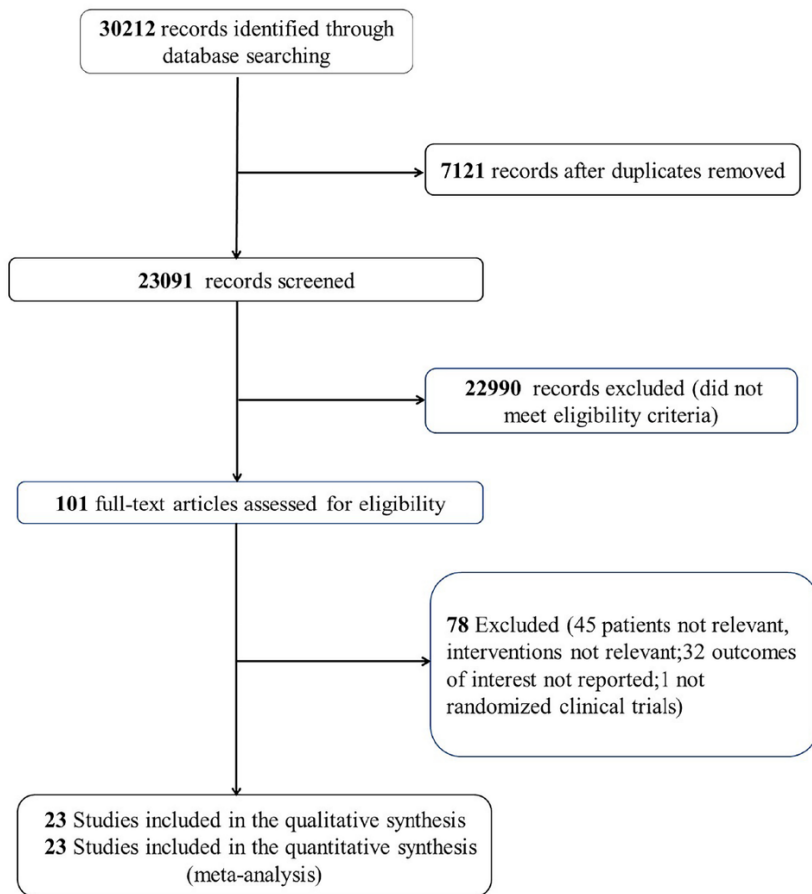 30212 records identified through
database searching
7121 records after duplicates removed
23091 records screened
22990 records excluded (did not
meet eligibility criteria)
101 full-text articles assessed for eligibility
78 Excluded (45 patients not relevant,
interventions not relevant;32 outcomes
of interest not reported;1 not
randomized clinical trials)
23 Studies included in the qualitative synthesis
23 Studies included in the quantitative synthesis
(meta-analysis)